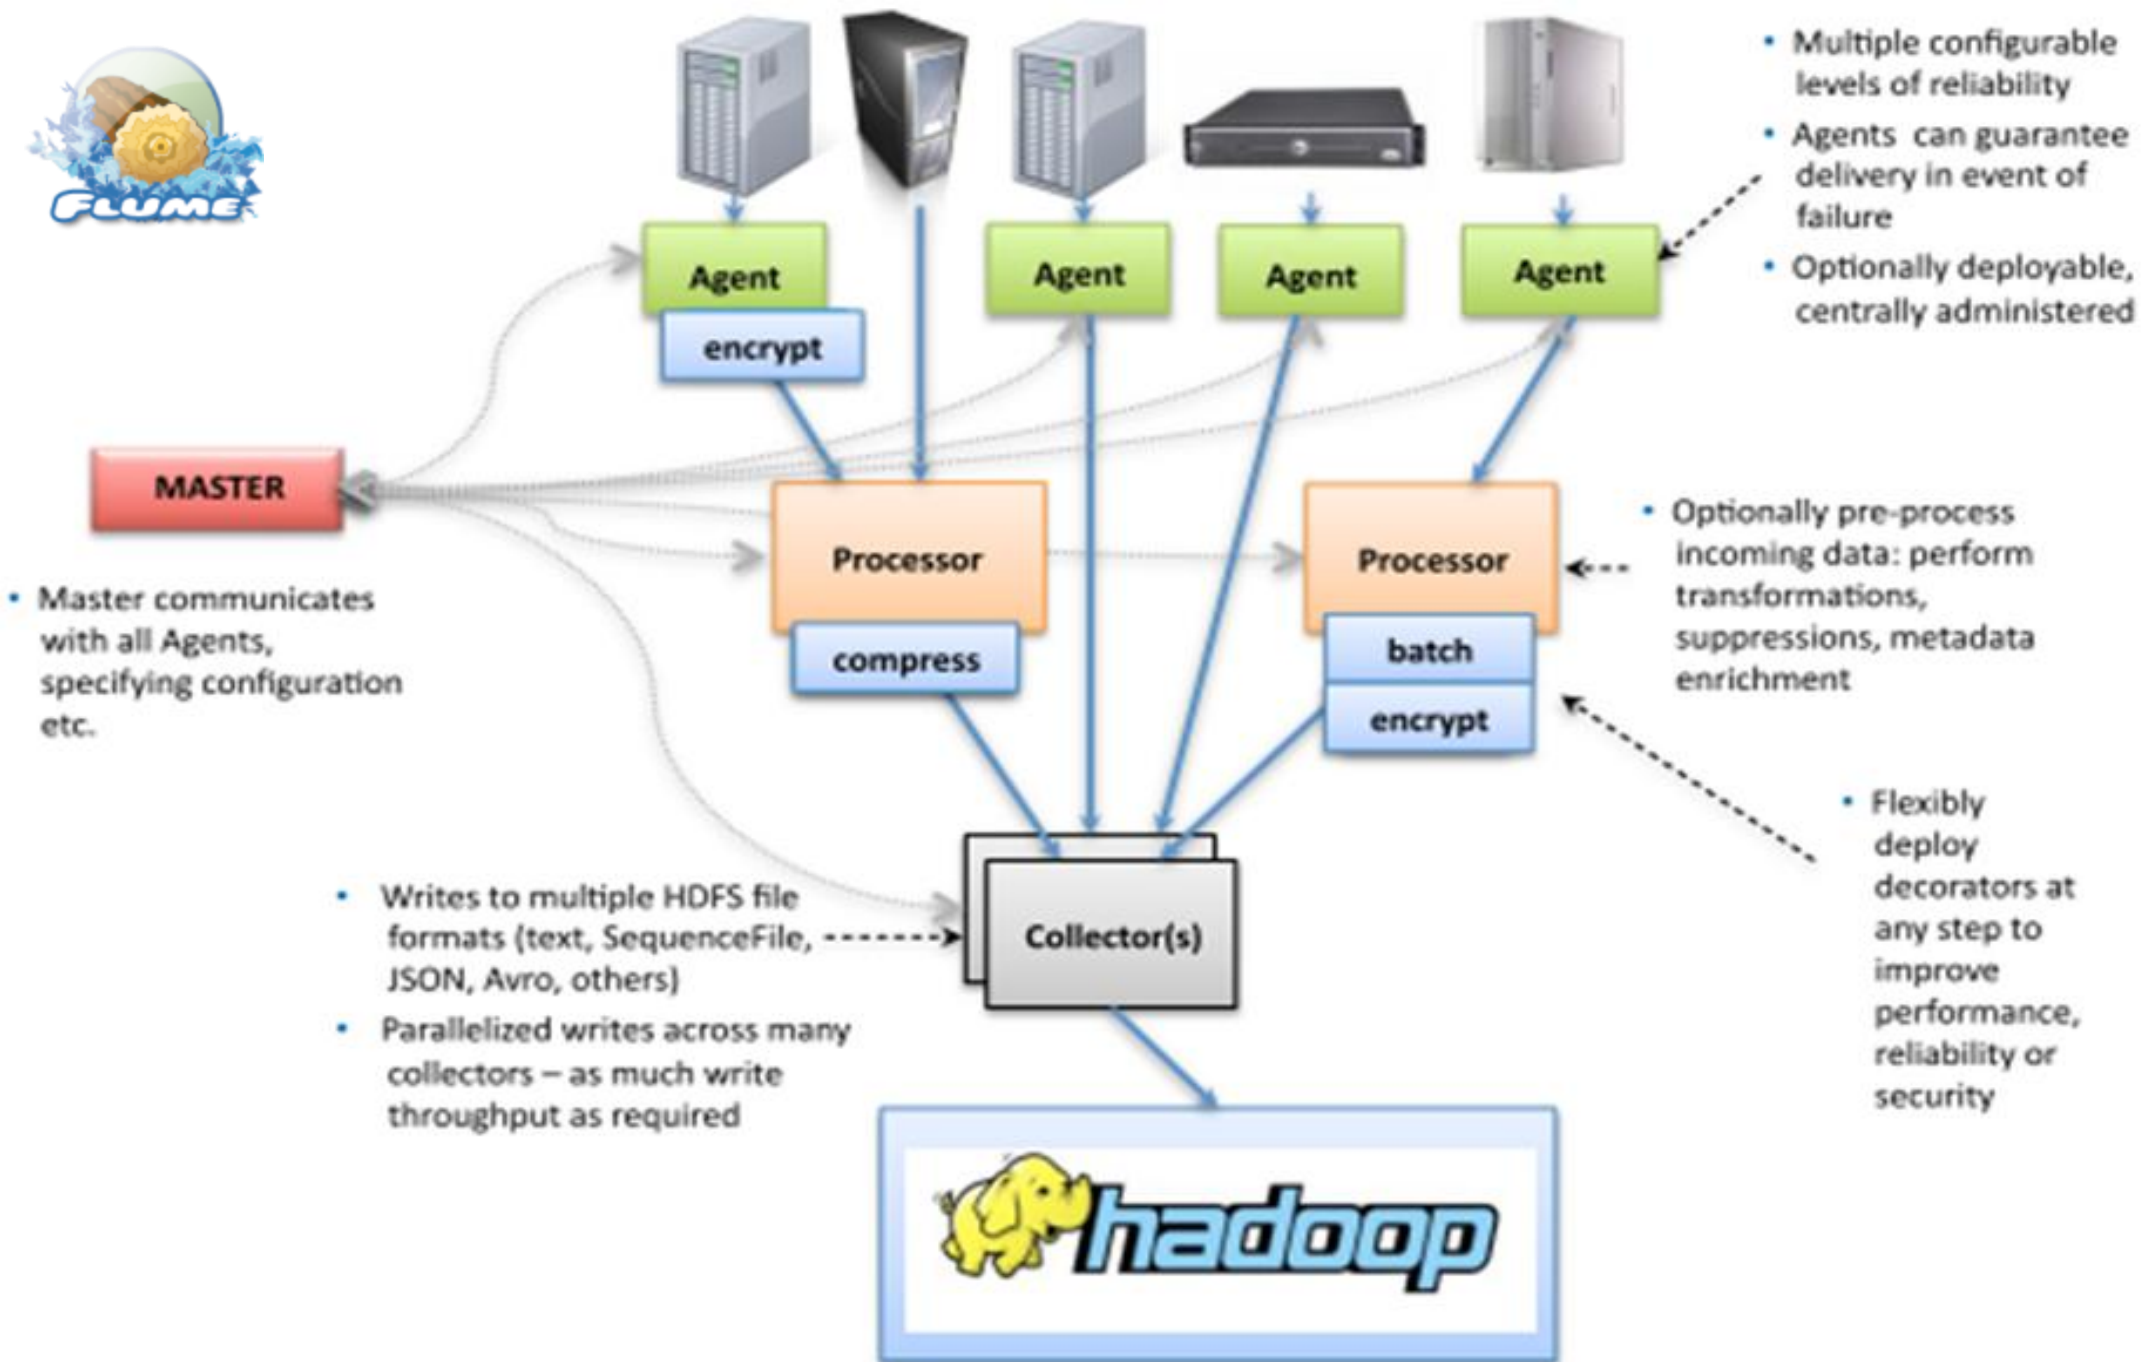 FLUME
• Multiple configurable
levels of reliability
• Agents can guarantee
delivery in event of
failure
• Optionally deployable,
centrally administered
Agent
Agent
Agent
Agent
encrypt
MASTER
• Master communicates
with all Agents,
specifying configuration
etc.
Processor
compress
Processor
batch
encrypt
• Optionally pre-process
incoming data: perform
transformations,
suppressions, metadata
enrichment
• Flexibly
deploy
decorators at
any step to
improve
performance,
reliability or
security
• Writes to multiple HDFS file
formats (text, SequenceFile,
JSON, Avro, others)
• Parallelized writes across many
collectors – as much write
throughput as required
Collector(s)
hadoop